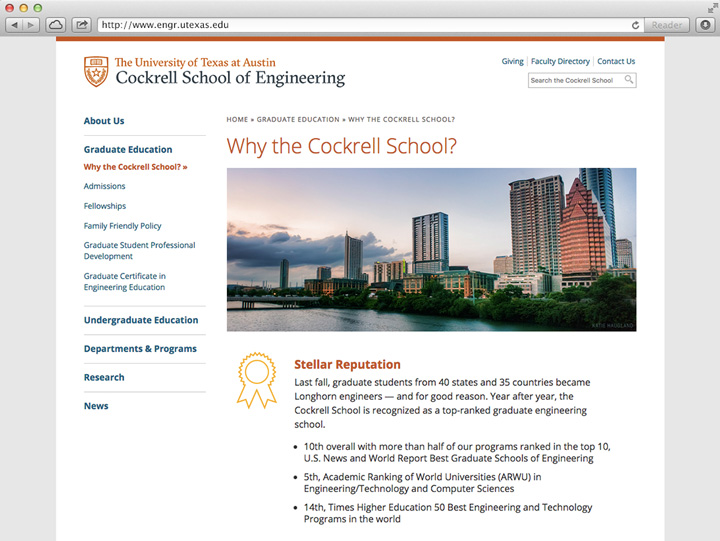 http://www.engr.utexas.edu
Reader
The University of Texas at Austin
Cockrell School of Engineering
Giving
Faculty Directory
Contact Us
Search the Cockrell School
About Us
Graduate Education
Why the Cockrell School? »
Admissions
Fellowships
Family Friendly Policy
Graduate Student Professional
Development
Graduate Certificate in
Engineering Education
Undergraduate Education
Departments & Programs
Research
News
HOME » GRADUATE EDUCATION » WHY THE COCKRELL SCHOOL?
Why the Cockrell School?
Stellar Reputation
Last fall, graduate students from 40 states and 35 countries became
Longhorn engineers — and for good reason. Year after year, the
Cockrell School is recognized as a top-ranked graduate engineering
school.
• 10th overall with more than half of our programs ranked in the top 10,
U.S. News and World Report Best Graduate Schools of Engineering
• 5th, Academic Ranking of World Universities (ARWU) in
Engineering/Technology and Computer Sciences
• 14th, Times Higher Education 50 Best Engineering and Technology
Programs in the world